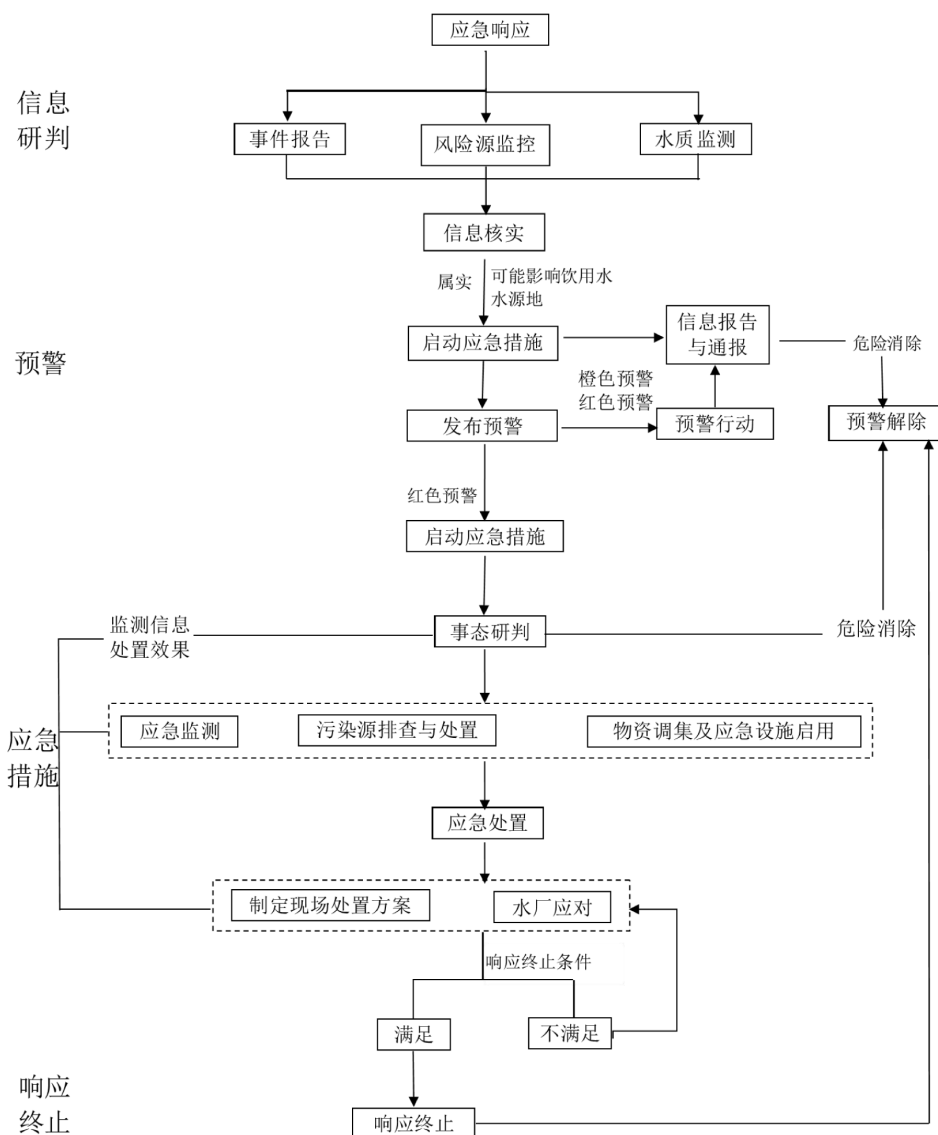 应急响应
信息
研判
事件报告
风险源监控
水质监测
信息核实
属实
可能影响饮用水
水源地
预警
启动应急措施
信息报告
与通报
危险消除
橙色预警
红色预警
发布预警
预警行动
预警解除
红色预警
启动应急措施
监测信息
处置效果
事态研判
危险消除
应急
措施
应急监测
污染源排查与处置
物资调集及应急设施启用
应急处置
制定现场处置方案
水厂应对
响应终止条件
满足
不满足
响应
终止
响应终止